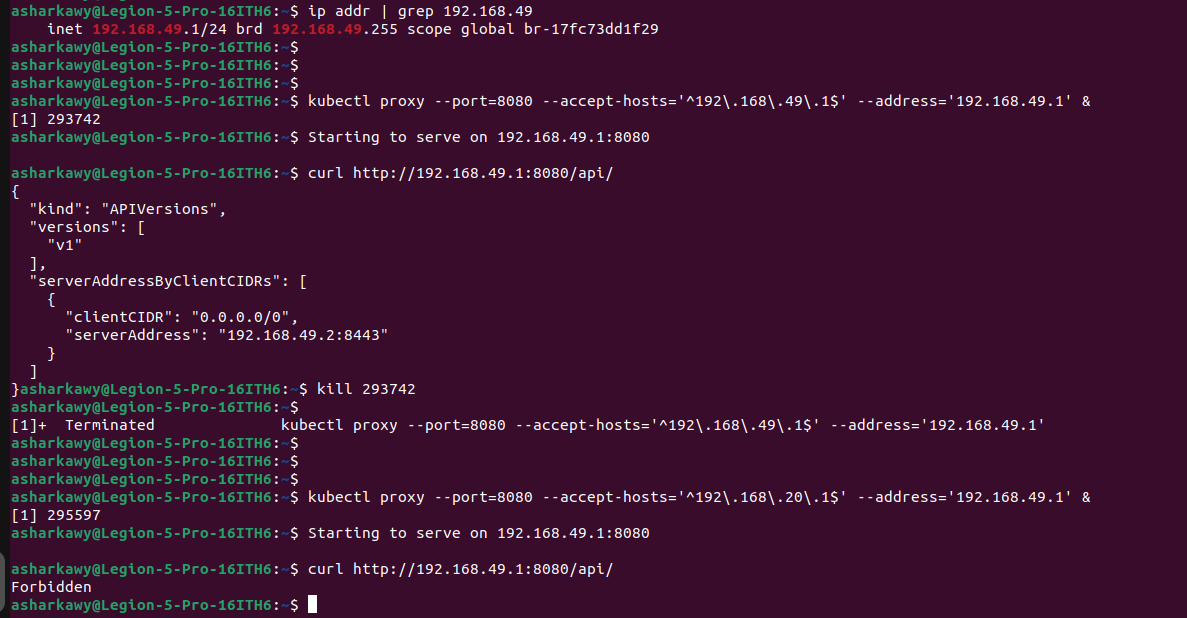 asharkawy@Legion-5-Pro-16ITH6:~$ ip addr | grep 192.168.49
    inet 192.168.49.1/24 brd 192.168.49.255 scope global br-17fc73dd1f29
asharkawy@Legion-5-Pro-16ITH6:~$
asharkawy@Legion-5-Pro-16ITH6:~$
asharkawy@Legion-5-Pro-16ITH6:~$
asharkawy@Legion-5-Pro-16ITH6:~$ kubectl proxy --port=8080 --accept-hosts='^192\.168\.49\.1$' --address='192.168.49.1' &
[1] 293742
asharkawy@Legion-5-Pro-16ITH6:~$ Starting to serve on 192.168.49.1:8080

asharkawy@Legion-5-Pro-16ITH6:~$ curl http://192.168.49.1:8080/api/
{
  "kind": "APIVersions",
  "versions": [
    "v1"
  ],
  "serverAddressByClientCIDRs": [
    {
      "clientCIDR": "0.0.0.0/0",
      "serverAddress": "192.168.49.2:8443"
    }
  ]
}asharkawy@Legion-5-Pro-16ITH6:~$ kill 293742
asharkawy@Legion-5-Pro-16ITH6:~$
[1]+  Terminated              kubectl proxy --port=8080 --accept-hosts='^192\.168\.49\.1$' --address='192.168.49.1'
asharkawy@Legion-5-Pro-16ITH6:~$
asharkawy@Legion-5-Pro-16ITH6:~$
asharkawy@Legion-5-Pro-16ITH6:~$
asharkawy@Legion-5-Pro-16ITH6:~$ kubectl proxy --port=8080 --accept-hosts='^192\.168\.20\.1$' --address='192.168.49.1' &
[1] 295597
asharkawy@Legion-5-Pro-16ITH6:~$ Starting to serve on 192.168.49.1:8080

asharkawy@Legion-5-Pro-16ITH6:~$ curl http://192.168.49.1:8080/api/
Forbidden
asharkawy@Legion-5-Pro-16ITH6:~$